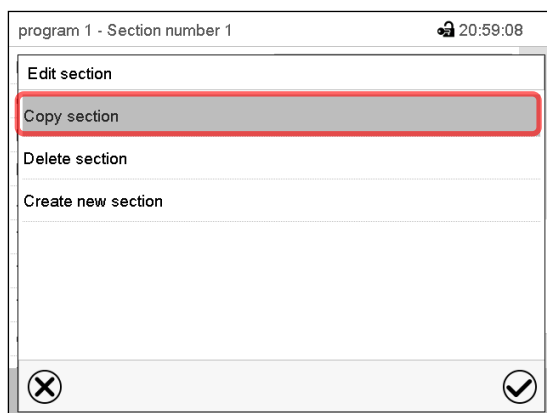 program 1 - Section number 1 20:59:08
Edit section
Copy section
Delete section
Create new section